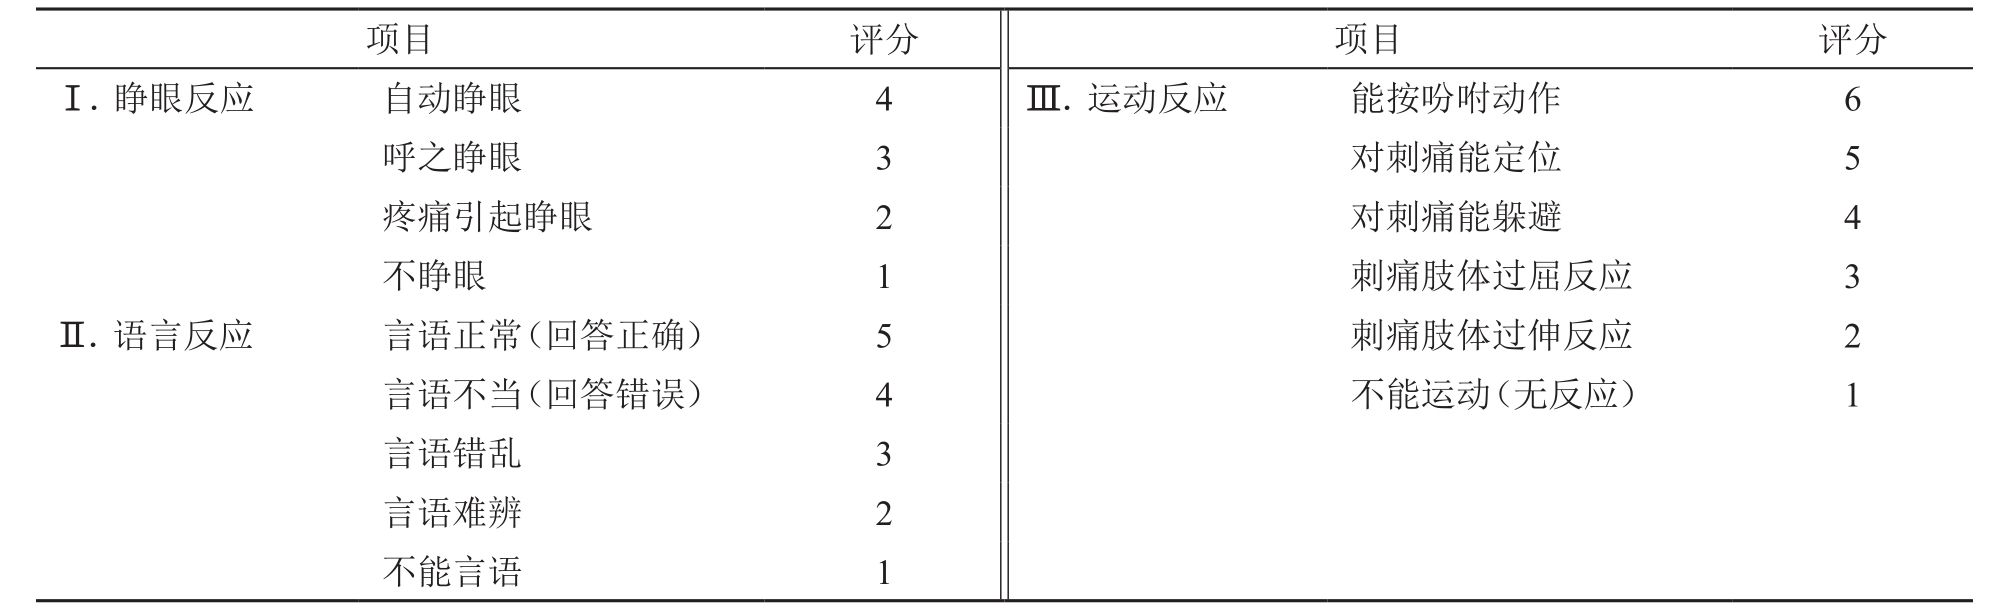 项目 评分 项目 评分
Ⅰ. 睁眼反应 自动睁眼 4 Ⅲ. 运动反应 能按吩咐动作 6
呼之睁眼 3 对刺痛能定位 5
疼痛引起睁眼 2 对刺痛能躲避 4
不睁眼 1 刺痛肢体过屈反应 3
Ⅱ. 语言反应 言语正常(回答正确) 5 刺痛肢体过伸反应 2
言语不当(回答错误) 4 不能运动(无反应) 1
言语错乱 3
言语难辨 2
不能言语 1